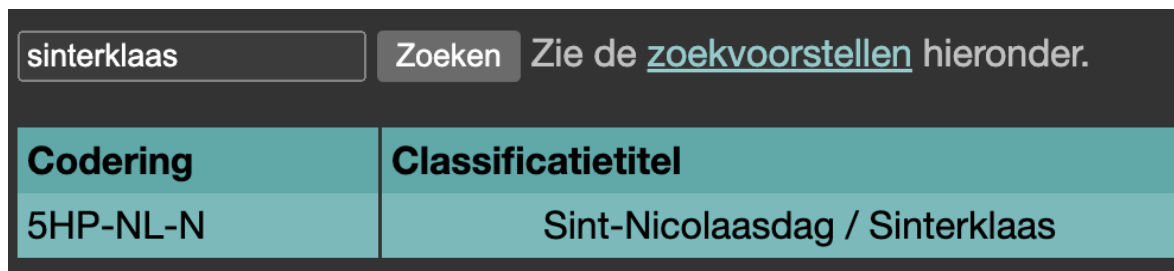 sinterklaas Zoeken Zie de zoekvoorstellen hieronder.
Codering Classificatietitel
5HP-NL-N Sint-Nicolaasdag / Sinterklaas